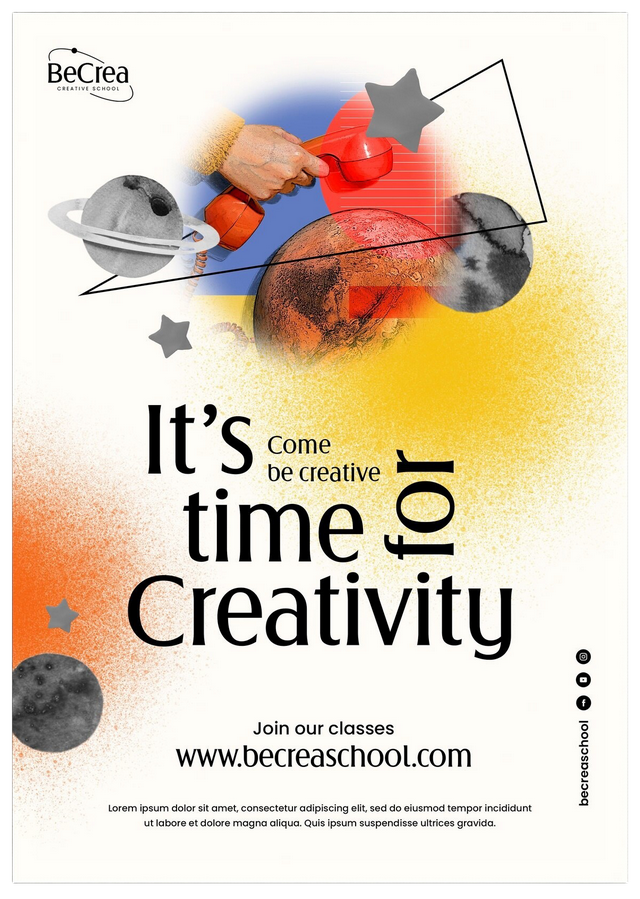 BeCrea
CREATIVE SCHOOL
It's
Come
be creative
time for
Creativity
Join our classes
www.becreaschool.com
becreaschool
Lorem ipsum dolor sit amet, consectetur adipiscing elit, sed do eiusmod tempor incididunt
ut labore et dolore magna aliqua. Quis ipsum suspendisse ultrices gravida.